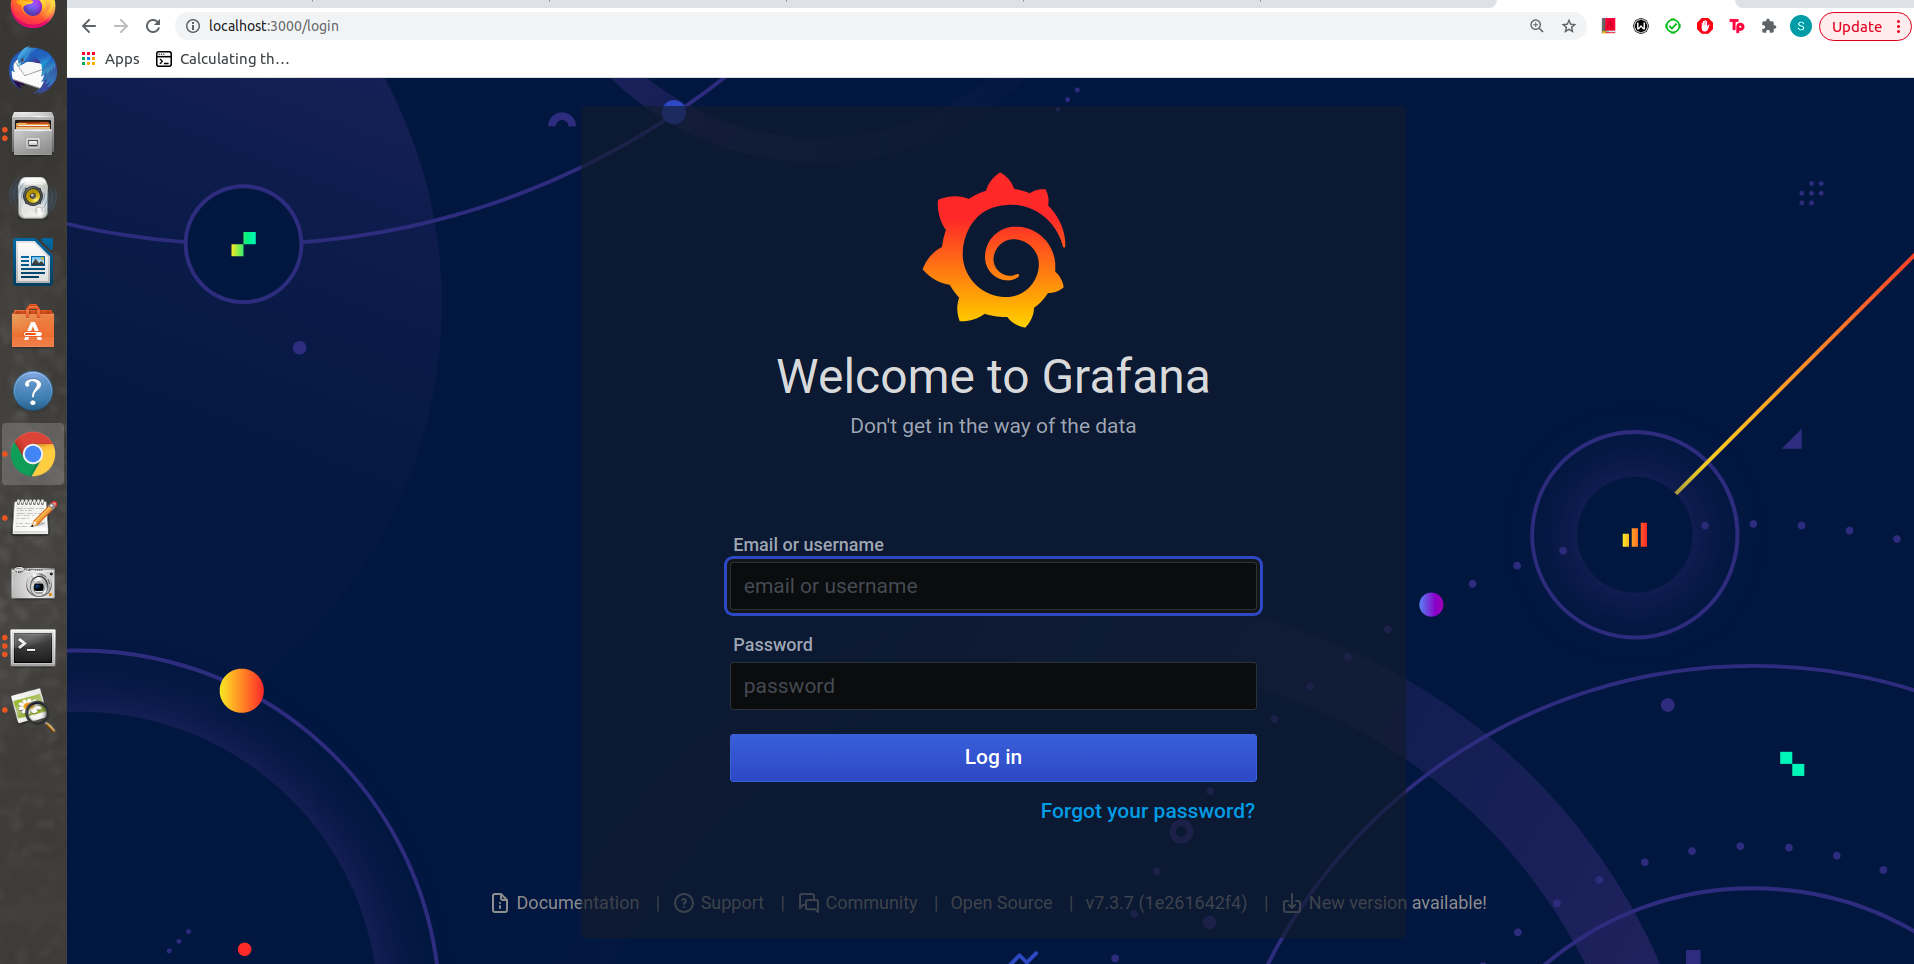 localhost:3000/login
Update
Apps
Calculating th...
Welcome to Grafana
Don't get in the way of the data
Email or username
email or username
Password
password
Log in
Forgot your password?
Documentation | Support | Community | Open Source | v7.3.7 (1e261642f4) | New version available!